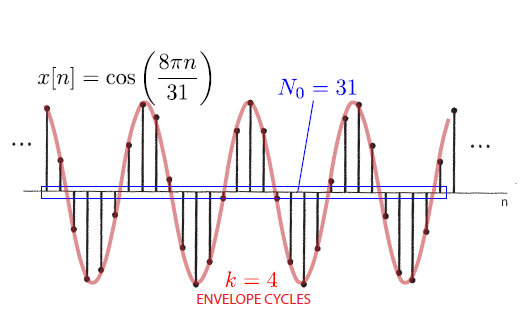 x[n] = cos(8πn/31)
N₀ = 31
... ...
n
k = 4
ENVELOPE CYCLES